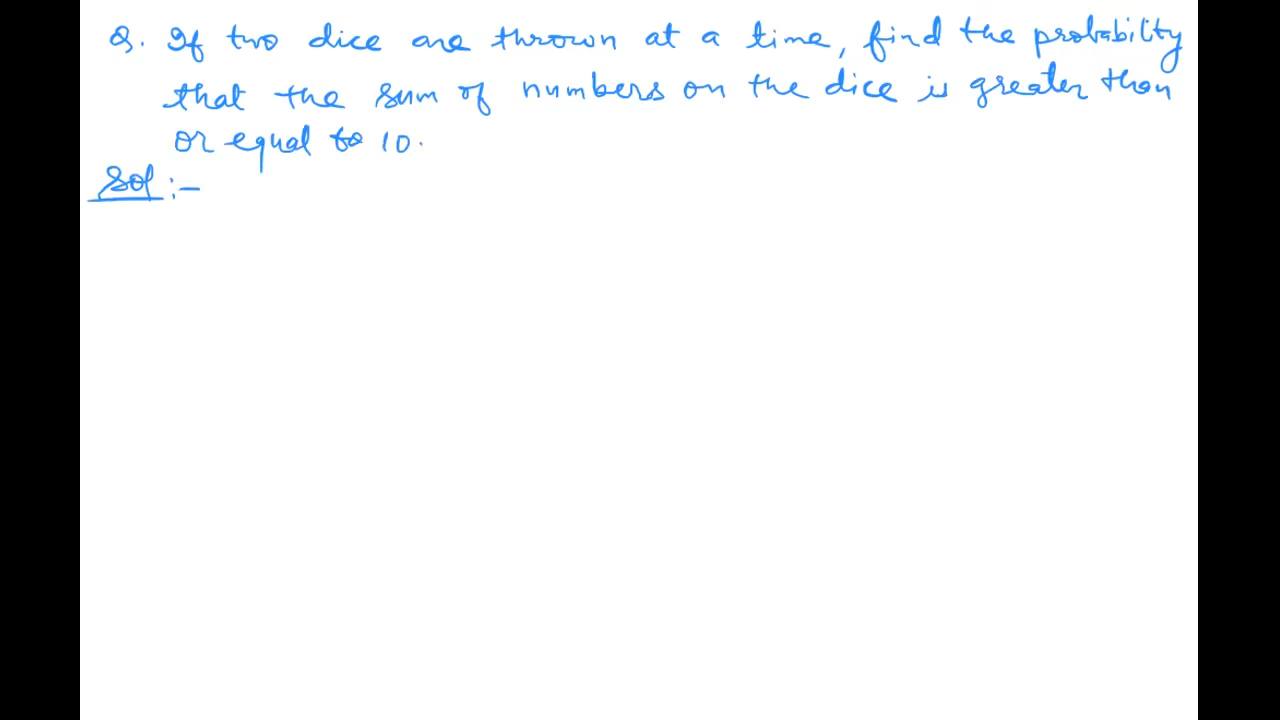 Q. If two dice are thrown at a time, find the probability
that the sum of numbers on the dice is greater than
or equal to 10.
Sol :-